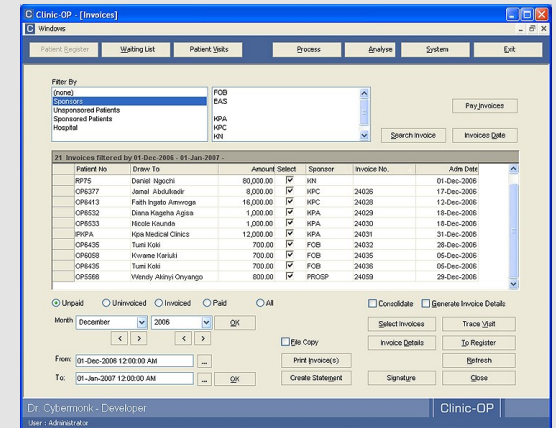 Clinic-OP - [Invoices]
Windows
Patient Register Waiting List Patient Visits Process Analyse System Exit
Filter By
(none)
Sponsors
Unsponsored Patients
Sponsored Patients
Hospital
FOB
EAS
KPA
KPC
KN
Pay Invoices
Search Invoice Invoices Date
21 Invoices filtered by 01-Dec-2006 - 01-Jan-2007 -
Patient No Draw To Amount Select Sponsor Invoice No. Adm Date
RP75 Daniel Ngochi 80,000.00 KN 01-Dec-2006
OP6377 Jamal Abdulkadir 8,000.00 KPC 24026 17-Dec-2006
OP6413 Faith Ingato Amwoga 16,000.00 KPC 24028 12-Dec-2006
OP6532 Diana Kageha Agisa 1,000.00 KPA 24029 18-Dec-2006
OP6533 Nicole Kaunda 1,000.00 KPA 24030 18-Dec-2006
IPKPA Kpa Medical Clinics 12,000.00 KPA 24031 31-Dec-2006
OP6435 Tumi Koki 700.00 FOB 24032 28-Dec-2006
OP6058 Kwame Kariuki 700.00 FOB 24035 05-Dec-2006
OP6435 Tumi Koki 700.00 FOB 24036 05-Dec-2006
OP5568 Wendy Akinyi Onyango 800.00 PROSP 24059 29-Dec-2006
Unpaid Uninvoiced Invoiced Paid All
Consolidate Generate Invoice Details
Month December 2006 OK
Select Invoices Trace Visit
< > < >
File Copy
Invoice Details To Register
From: 01-Dec-2006 12:00:00 AM ...
Print Invoice(s) Refresh
To: 01-Jan-2007 12:00:00 AM ... OK
Create Statement Signature Close
Dr. Cybermonk - Developer Clinic-OP
User : Administrator